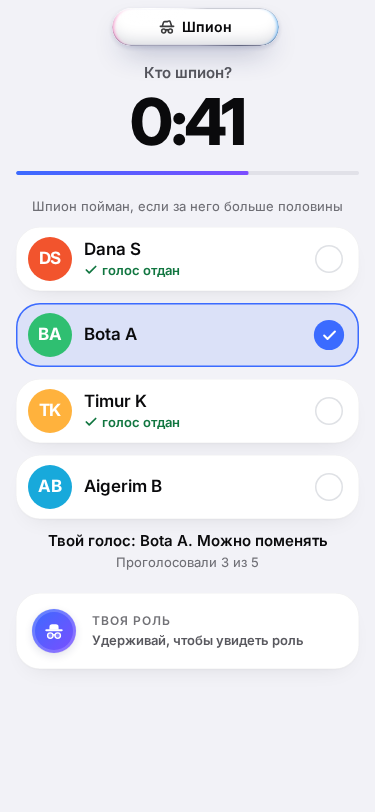 Шпион
Кто шпион?
0:41
Шпион пойман, если за него больше половины
DS
Dana S
голос отдан
BA
Bota A
TK
Timur K
голос отдан
AB
Aigerim B
Твой голос: Bota A. Можно поменять
Проголосовали 3 из 5
ТВОЯ РОЛЬ
Удерживай, чтобы увидеть роль